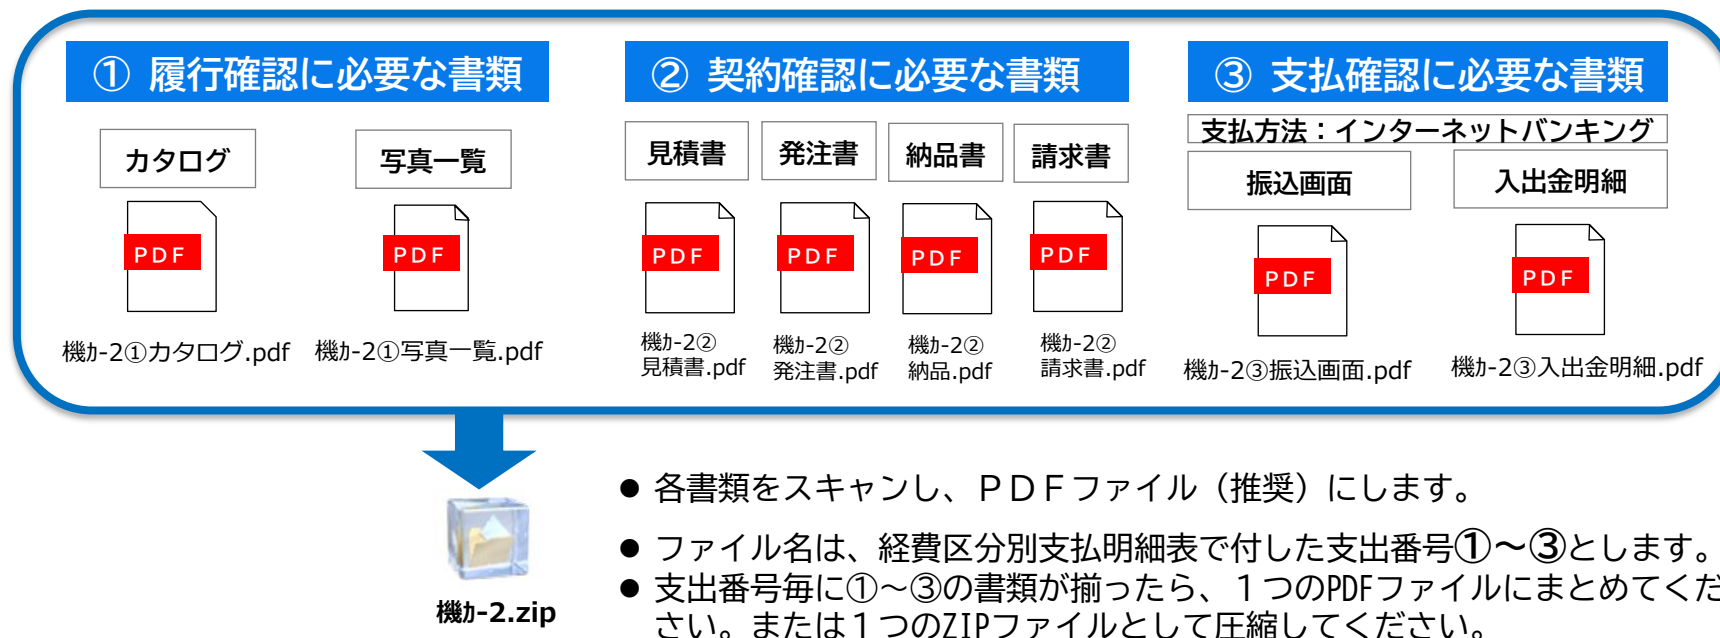 ① 履行確認に必要な書類
② 契約確認に必要な書類
③ 支払確認に必要な書類
カタログ
写真一覧
見積書
発注書
納品書
請求書
支払方法：インターネットバンキング
振込画面
入出金明細
PDF
PDF
PDF
PDF
PDF
PDF
PDF
PDF
機ｶ-2①カタログ.pdf
機ｶ-2①写真一覧.pdf
機ｶ-2②
見積書.pdf
機ｶ-2②
発注書.pdf
機ｶ-2②
納品.pdf
機ｶ-2②
請求書.pdf
機ｶ-2③振込画面.pdf
機ｶ-2③入出金明細.pdf
機ｶ-2.zip
● 各書類をスキャンし、ＰＤＦファイル（推奨）にします。
● ファイル名は、経費区分別支払明細表で付した支出番号①～③とします。
● 支出番号毎に①～③の書類が揃ったら、１つのPDFファイルにまとめてくだ
さい。または１つのZIPファイルとして圧縮してください。